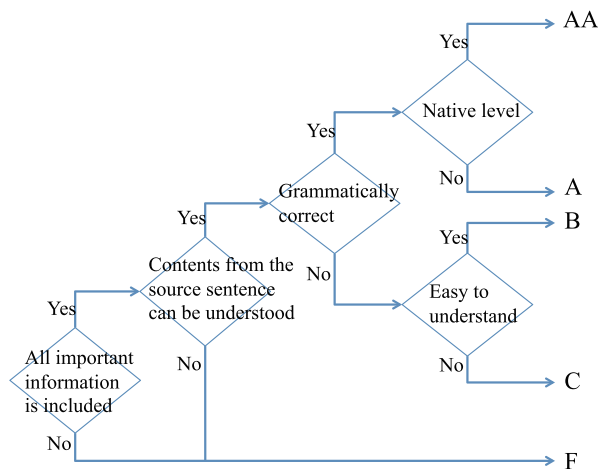 Yes
AA
Native level
Yes
No
A
Grammatically
correct
Yes
B
Yes
No
Contents from the
source sentence
can be understood
Easy to
understand
Yes
No
No
C
All important
information
is included
No
F